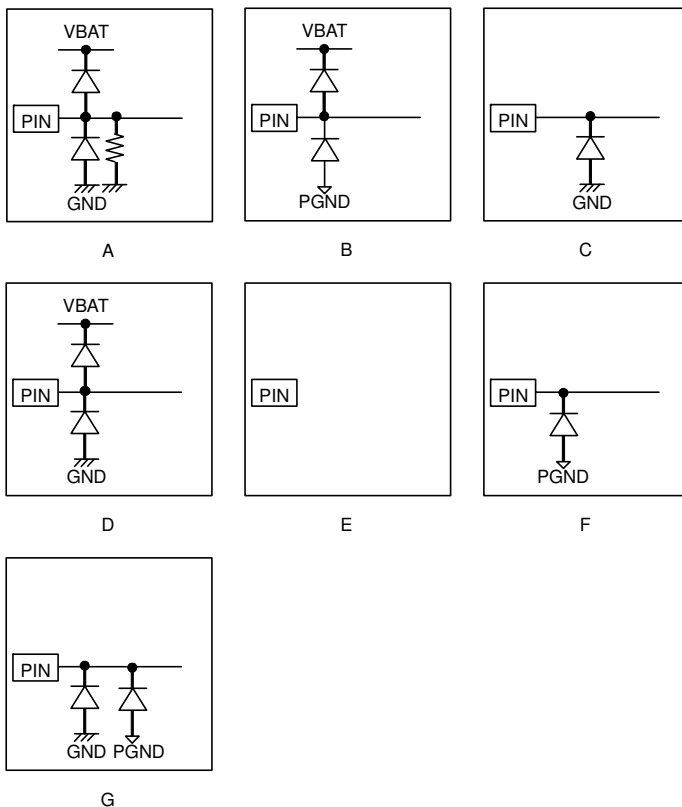 VBAT
PIN
GND
A
VBAT
PIN
PGND
B
PIN
GND
C
VBAT
PIN
GND
D
PIN
E
PIN
PGND
F
PIN
GND PGND
G